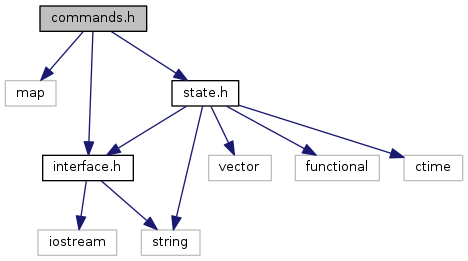 commands.h
map
state.h
interface.h
vector
functional
ctime
iostream
string